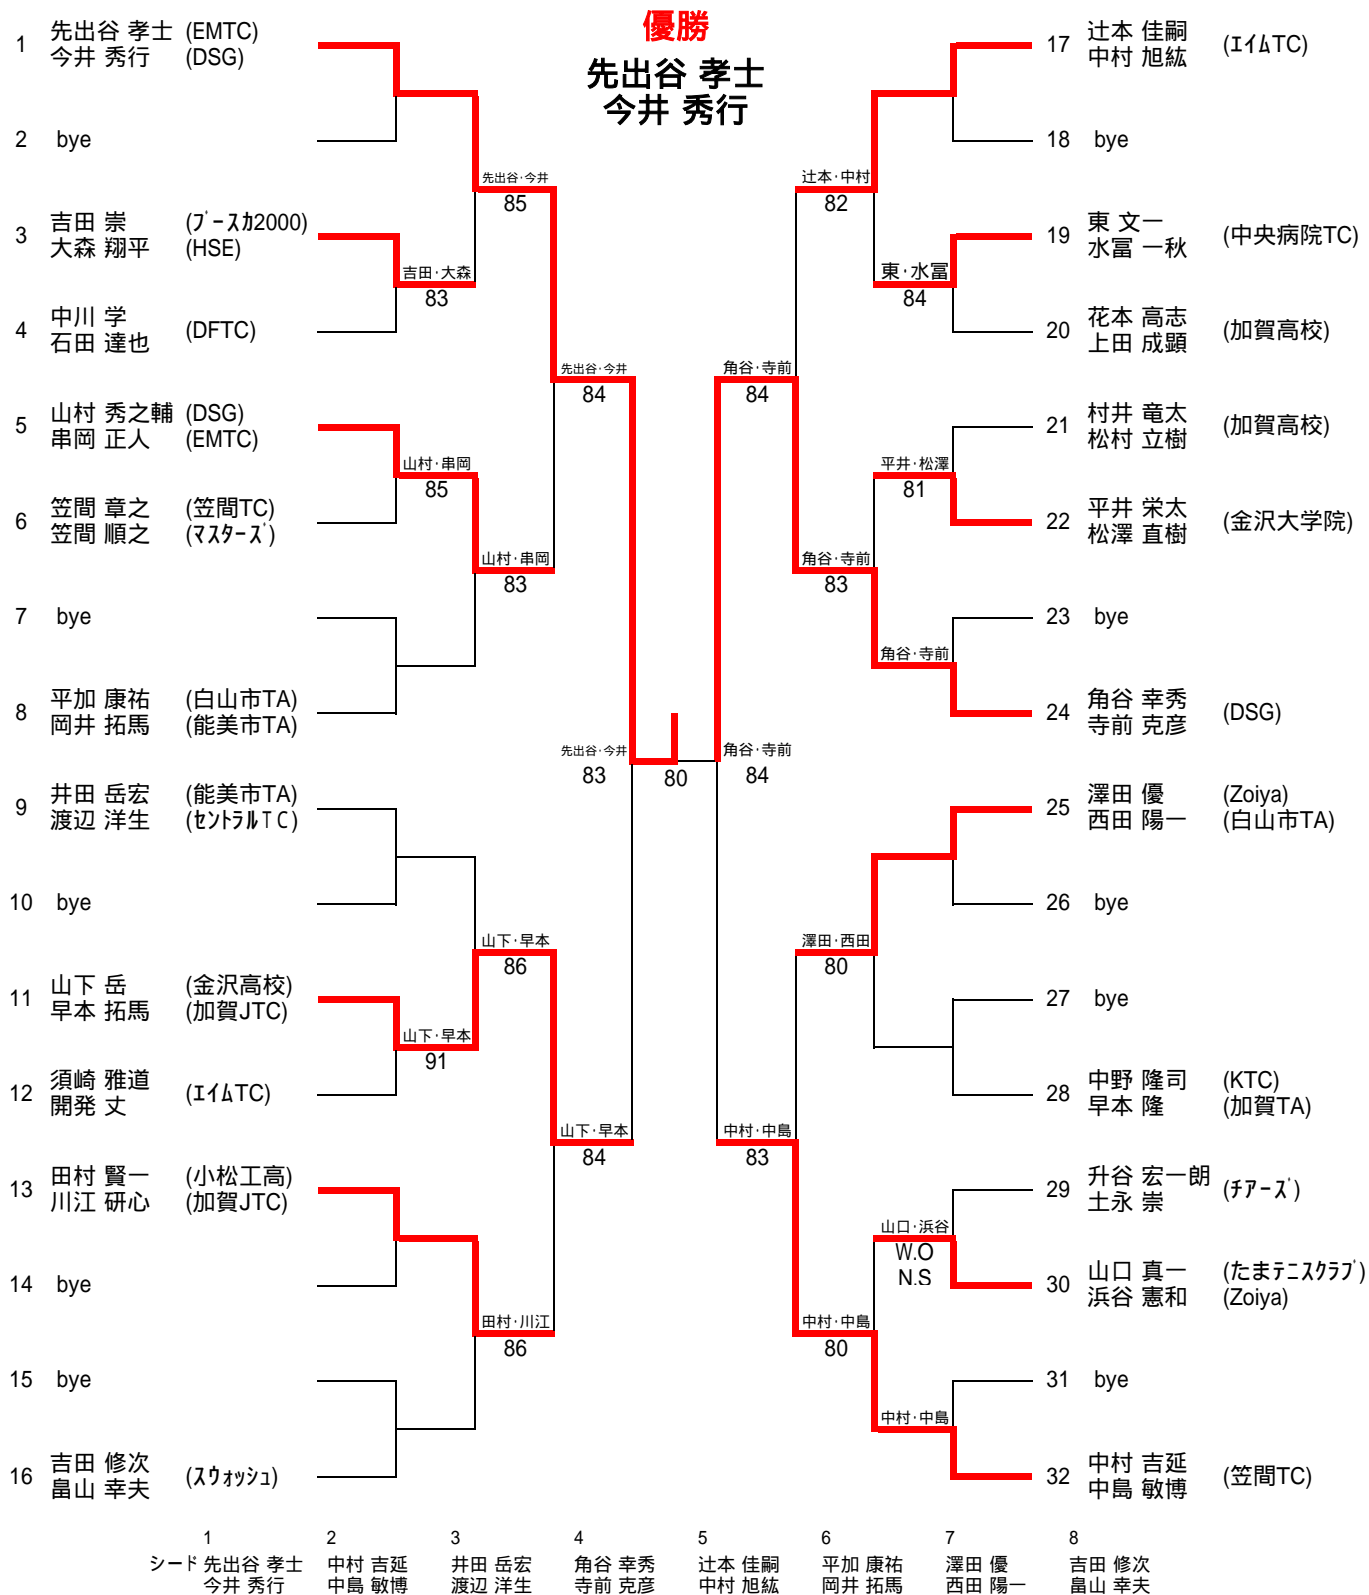 優勝
先出谷 孝士
今井 秀行
1 先出谷 孝士 (EMTC)
今井 秀行 (DSG)
2 bye
先出谷·今井
85
3 吉田 崇 (ブースカ2000)
大森 翔平 (HSE)
吉田·大森
83
4 中川 学
石田 達也 (DFTC)
先出谷·今井
84
5 山村 秀之輔 (DSG)
串岡 正人 (EMTC)
山村·串岡
85
6 笠間 章之 (笠間TC)
笠間 順之 (マスターズ)
山村·串岡
83
7 bye
8 平加 康祐 (白山市TA)
岡井 拓馬 (能美市TA)
先出谷·今井
83
80
9 井田 岳宏 (能美市TA)
渡辺 洋生 (セントラルTC)
10 bye
山下·早本
86
11 山下 岳 (金沢高校)
早本 拓馬 (加賀JTC)
山下·早本
91
12 須崎 雅道
開発 丈 (エイムTC)
山下·早本
84
13 田村 賢一 (小松工高)
川江 研心 (加賀JTC)
14 bye
田村·川江
86
15 bye
16 吉田 修次
畠山 幸夫 (スウォッシュ)
17 辻本 佳嗣
中村 旭紘 (エイムTC)
18 bye
辻本·中村
82
19 東 文一
水冨 一秋 (中央病院TC)
東·水冨
84
20 花本 高志
上田 成顕 (加賀高校)
角谷·寺前
84
21 村井 竜太
松村 立樹 (加賀高校)
平井·松澤
81
22 平井 栄太
松澤 直樹 (金沢大学院)
角谷·寺前
83
23 bye
角谷·寺前
24 角谷 幸秀
寺前 克彦 (DSG)
角谷·寺前
84
25 澤田 優 (Zoiya)
西田 陽一 (白山市TA)
26 bye
澤田·西田
80
27 bye
28 中野 隆司 (KTC)
早本 隆 (加賀TA)
中村·中島
83
29 升谷 宏一朗
土永 崇 (チアーズ)
山口·浜谷
W.O
N.S
30 山口 真一 (たまテニスクラブ)
浜谷 憲和 (Zoiya)
中村·中島
80
31 bye
中村·中島
32 中村 吉延
中島 敏博 (笠間TC)
1 2 3 4 5 6 7 8
シード 先出谷 孝士 中村 吉延 井田 岳宏 角谷 幸秀 辻本 佳嗣 平加 康祐 澤田 優 吉田 修次
今井 秀行 中島 敏博 渡辺 洋生 寺前 克彦 中村 旭紘 岡井 拓馬 西田 陽一 畠山 幸夫